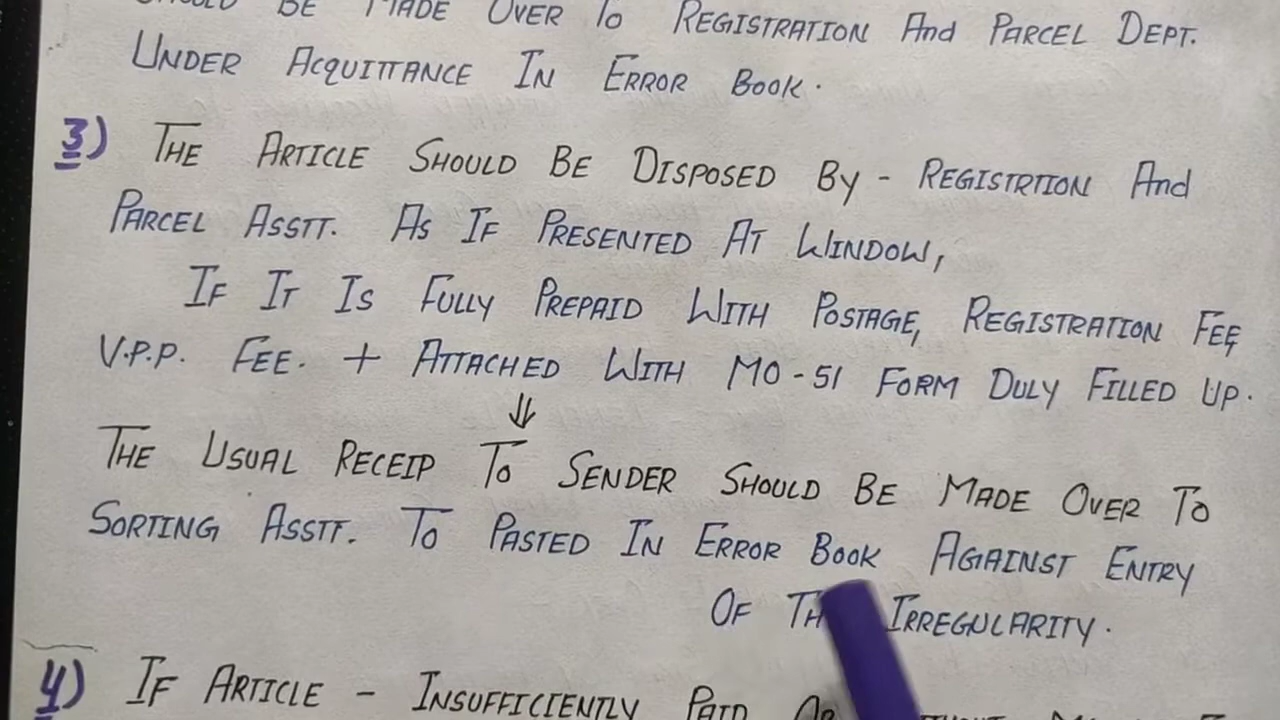 SHOULD BE MADE OVER To REGISTRATION And PARCEL DEPT.
UNDER ACQUITTANCE IN ERROR BOOK.
3) THE ARTICLE SHOULD BE DISPOSED By - REGISTRTION And
PARCEL ASSTT. AS IF PRESENTED AT WINDOW,
IF IT IS FULLY PREPAID WITH POSTAGE, REGISTRATION FEE,
V.P.P. FEE. + ATTACHED WITH MO-51 FORM DULY FILLED UP.
⇓
THE USUAL RECEIP TO SENDER SHOULD BE MADE OVER TO
SORTING ASSTT. TO PASTED IN ERROR BOOK AGAINST ENTRY
OF IRREGULARITY.
4) IF ARTICLE - INSUFFICIENTLY PAID